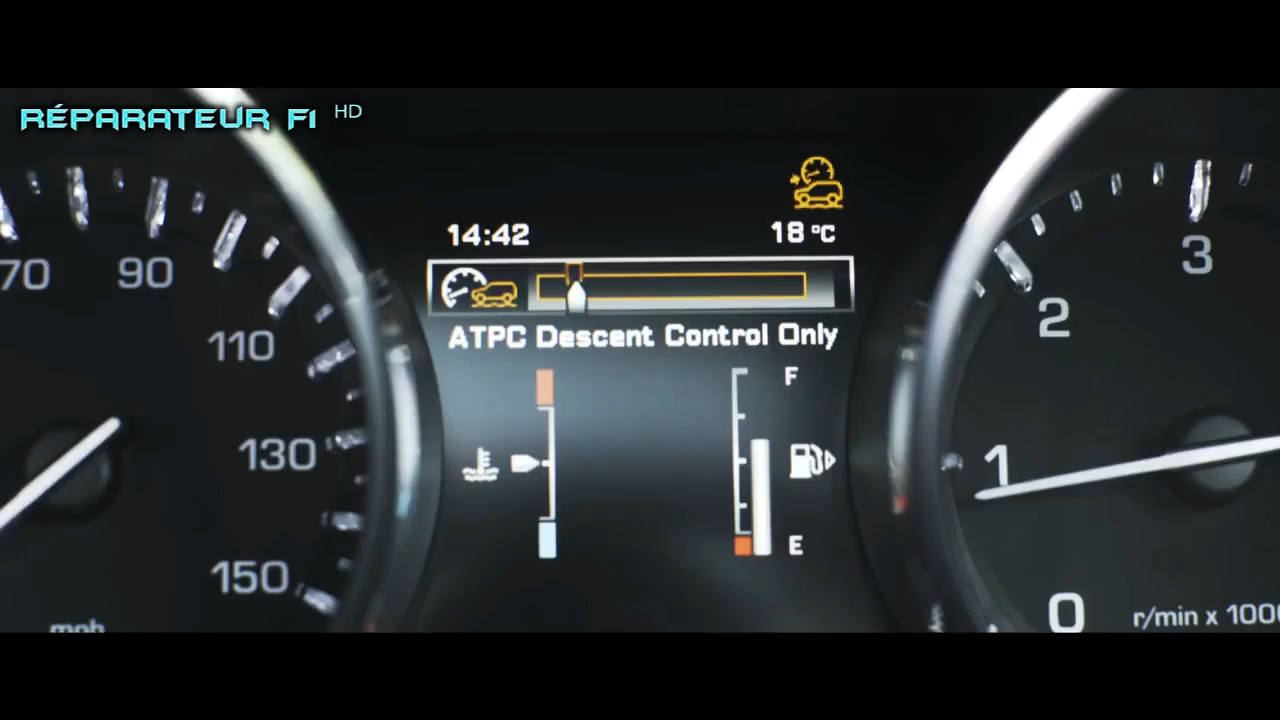 RÉPARATEUR F1 HD
14:42 18 °C
ATPC Descent Control Only
70
90
110
130
150
mph
F
E
3
2
1
0
r/min x 1000